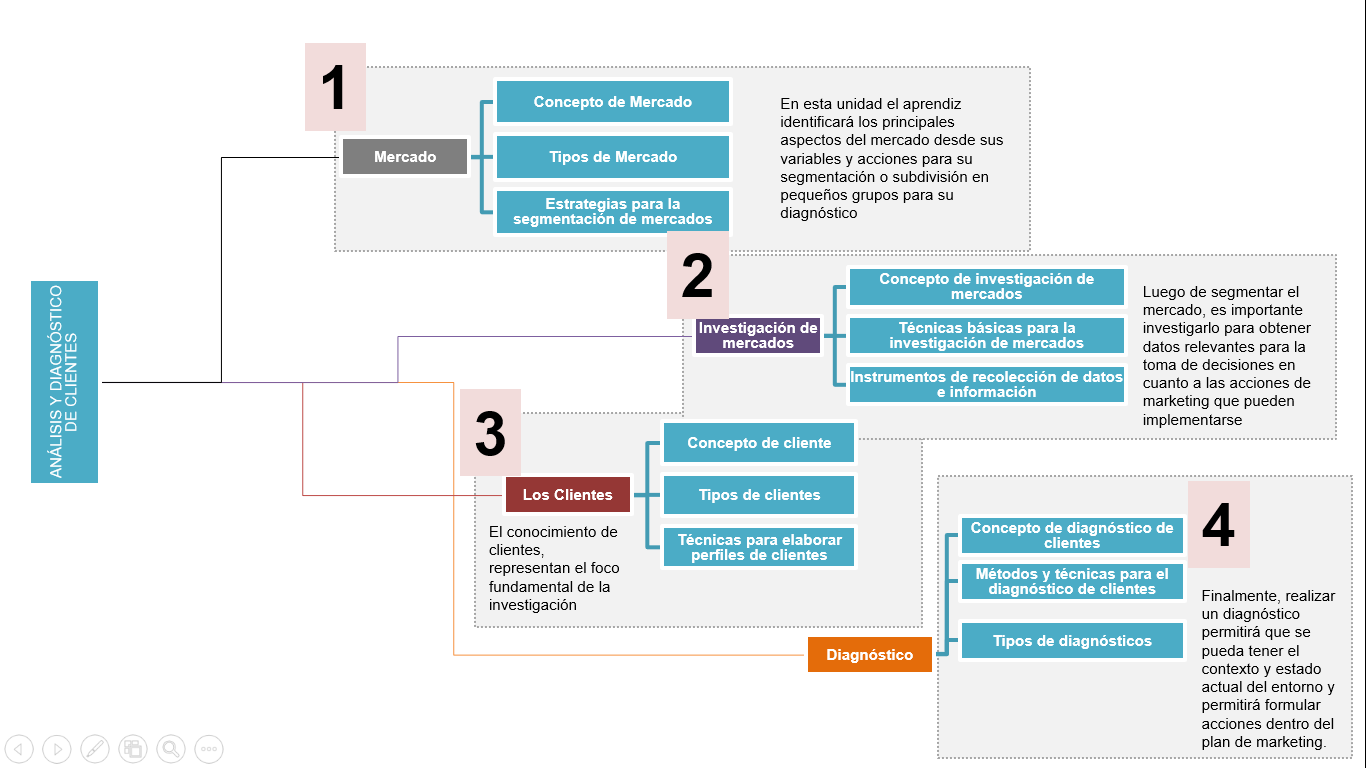 ANÁLISIS Y DIAGNÓSTICO
DE CLIENTES
1
Mercado
Concepto de Mercado
Tipos de Mercado
Estrategias para la
segmentación de mercados
En esta unidad el aprendiz
identificará los principales
aspectos del mercado desde sus
variables y acciones para su
segmentación o subdivisión en
pequeños grupos para su
diagnóstico
2
Investigación de
mercados
Concepto de investigación de
mercados
Técnicas básicas para la
investigación de mercados
Instrumentos de recolección de datos
e información
Luego de segmentar el
mercado, es importante
investigarlo para obtener
datos relevantes para la
toma de decisiones en
cuanto a las acciones de
marketing que pueden
implementarse
3
Los Clientes
Concepto de cliente
Tipos de clientes
Técnicas para elaborar
perfiles de clientes
El conocimiento de
clientes,
representan el foco
fundamental de la
investigación
4
Diagnóstico
Concepto de diagnóstico de
clientes
Métodos y técnicas para el
diagnóstico de clientes
Tipos de diagnósticos
Finalmente, realizar
un diagnóstico
permitirá que se
pueda tener el
contexto y estado
actual del entorno y
permitirá formular
acciones dentro del
plan de marketing.